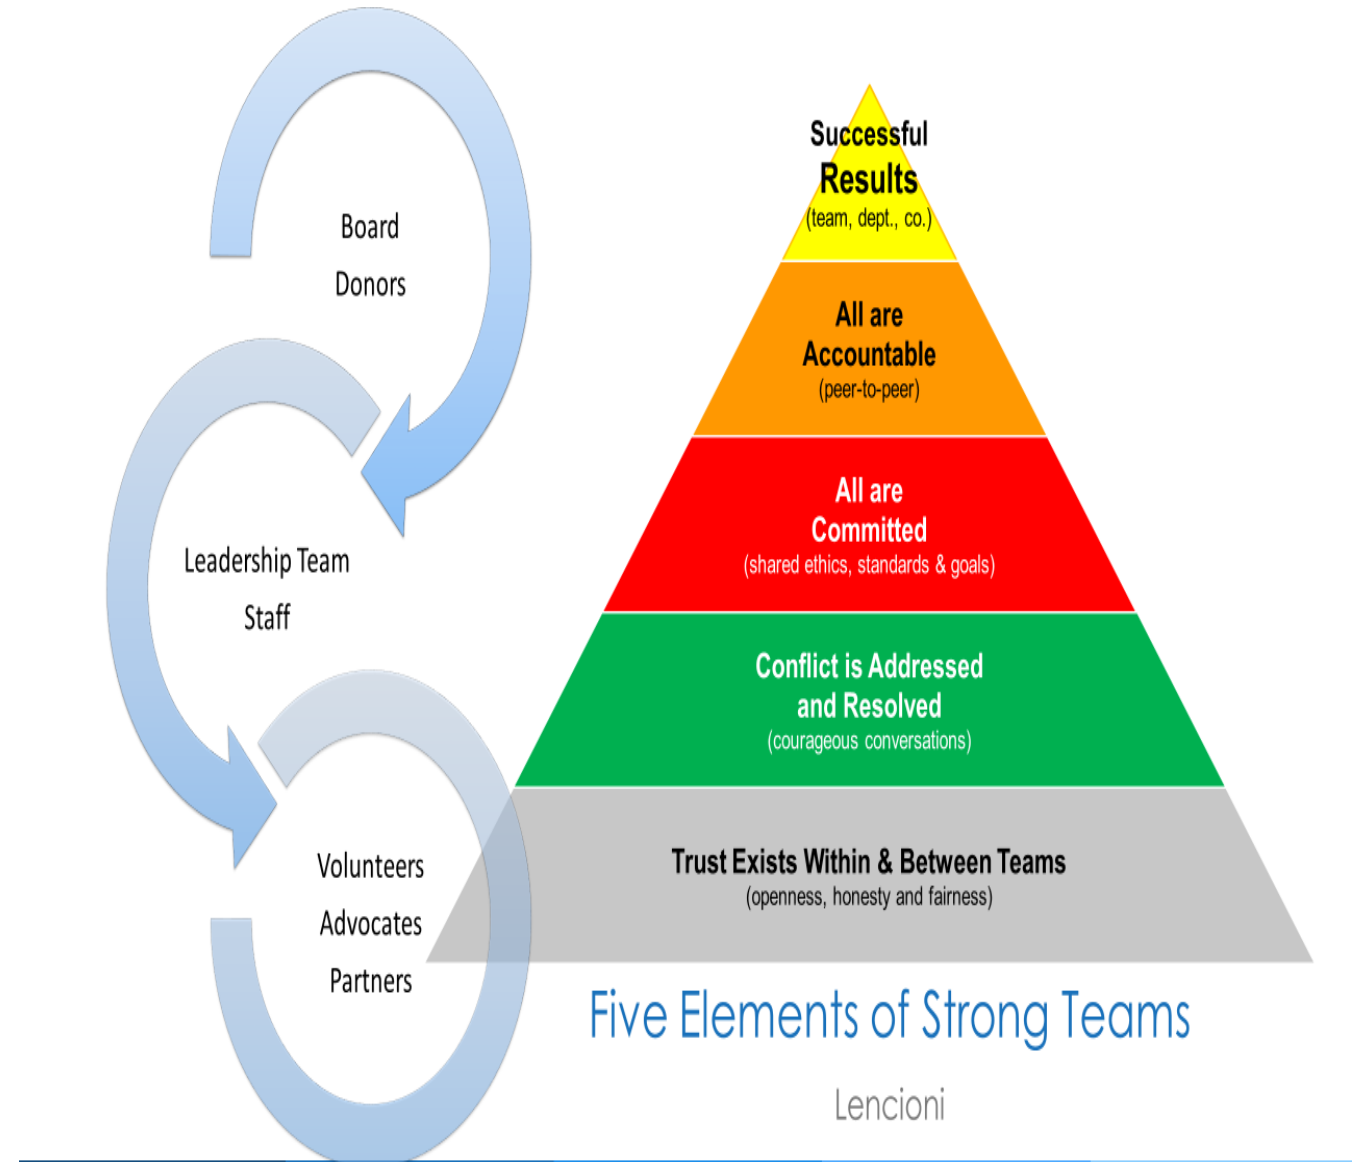 Board
Donors
Leadership Team
Staff
Volunteers
Advocates
Partners
Successful
Results
(team, dept., co.)
All are
Accountable
(peer-to-peer)
All are
Committed
(shared ethics, standards & goals)
Conflict is Addressed
and Resolved
(courageous conversations)
Trust Exists Within & Between Teams
(openness, honesty and fairness)
Five Elements of Strong Teams
Lencioni